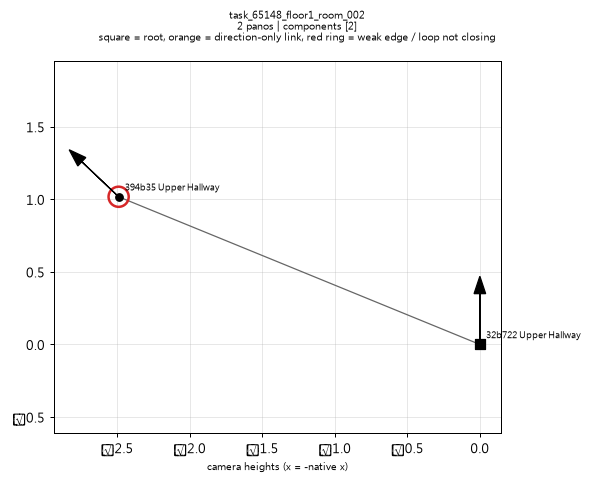 task_65148_floor1_room_002
2 panos | components [2]
square = root, orange = direction-only link, red ring = weak edge / loop not closing
1.5
394b35 Upper Hallway
1.0
0.5
32b722 Upper Hallway
0.0
√0.5
√2.5 √2.0 √1.5 √1.0 √0.5 0.0
camera heights (x = -native x)